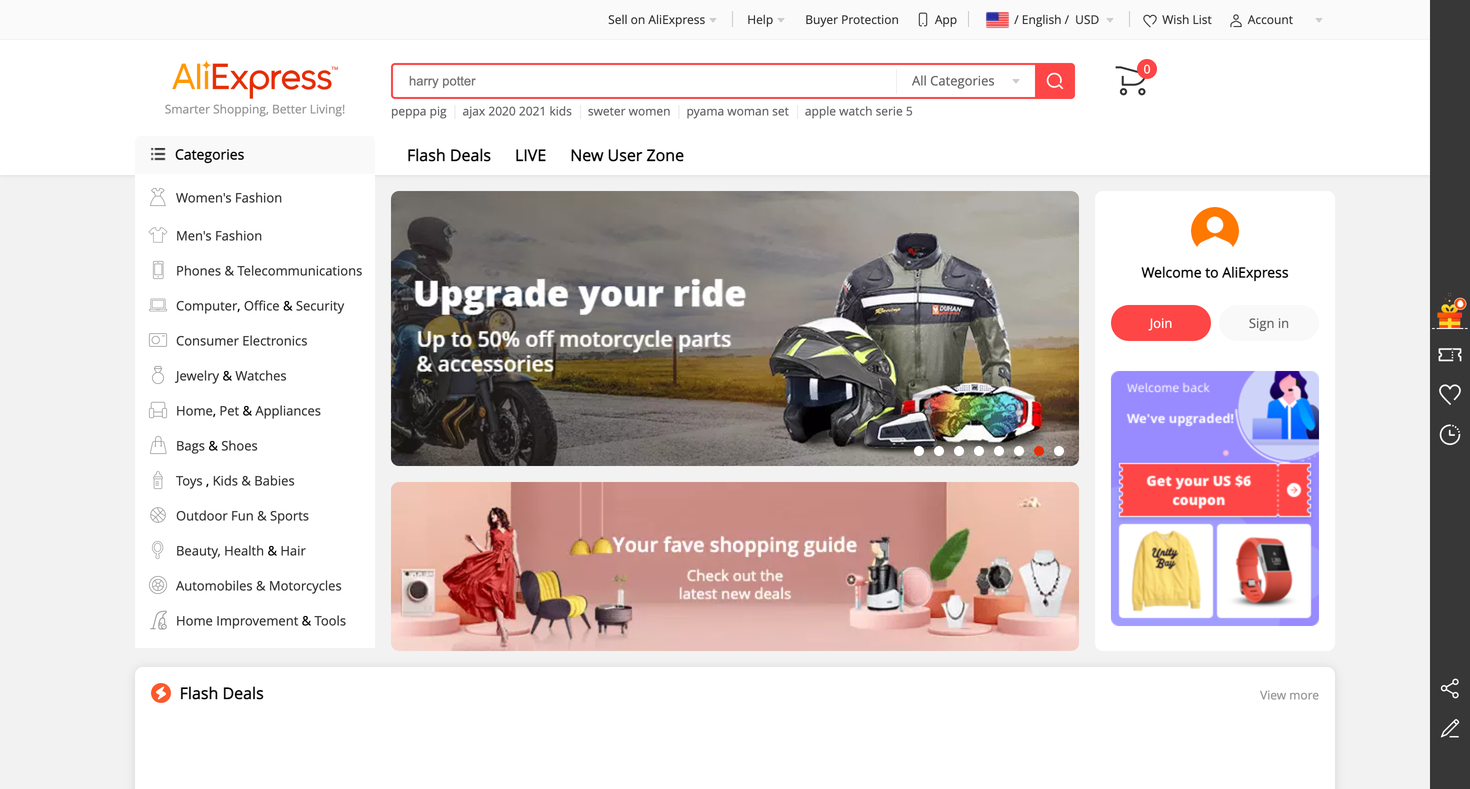 Sell on AliExpress
Help
Buyer Protection
App
/ English / USD
Wish List
Account
AliExpress™
Smarter Shopping, Better Living!
harry potter
All Categories
0
peppa pig
ajax 2020 2021 kids
sweter women
pyama woman set
apple watch serie 5
Categories
Flash Deals
LIVE
New User Zone
Women's Fashion
Men's Fashion
Phones & Telecommunications
Computer, Office & Security
Consumer Electronics
Jewelry & Watches
Home, Pet & Appliances
Bags & Shoes
Toys , Kids & Babies
Outdoor Fun & Sports
Beauty, Health & Hair
Automobiles & Motorcycles
Home Improvement & Tools
Upgrade your ride
Up to 50% off motorcycle parts
& accessories
DUHAN
Your fave shopping guide
Check out the
latest new deals
Welcome to AliExpress
Join
Sign in
Welcome back
We've upgraded!
Get your US $6
coupon
Unity
Bay
Flash Deals
View more